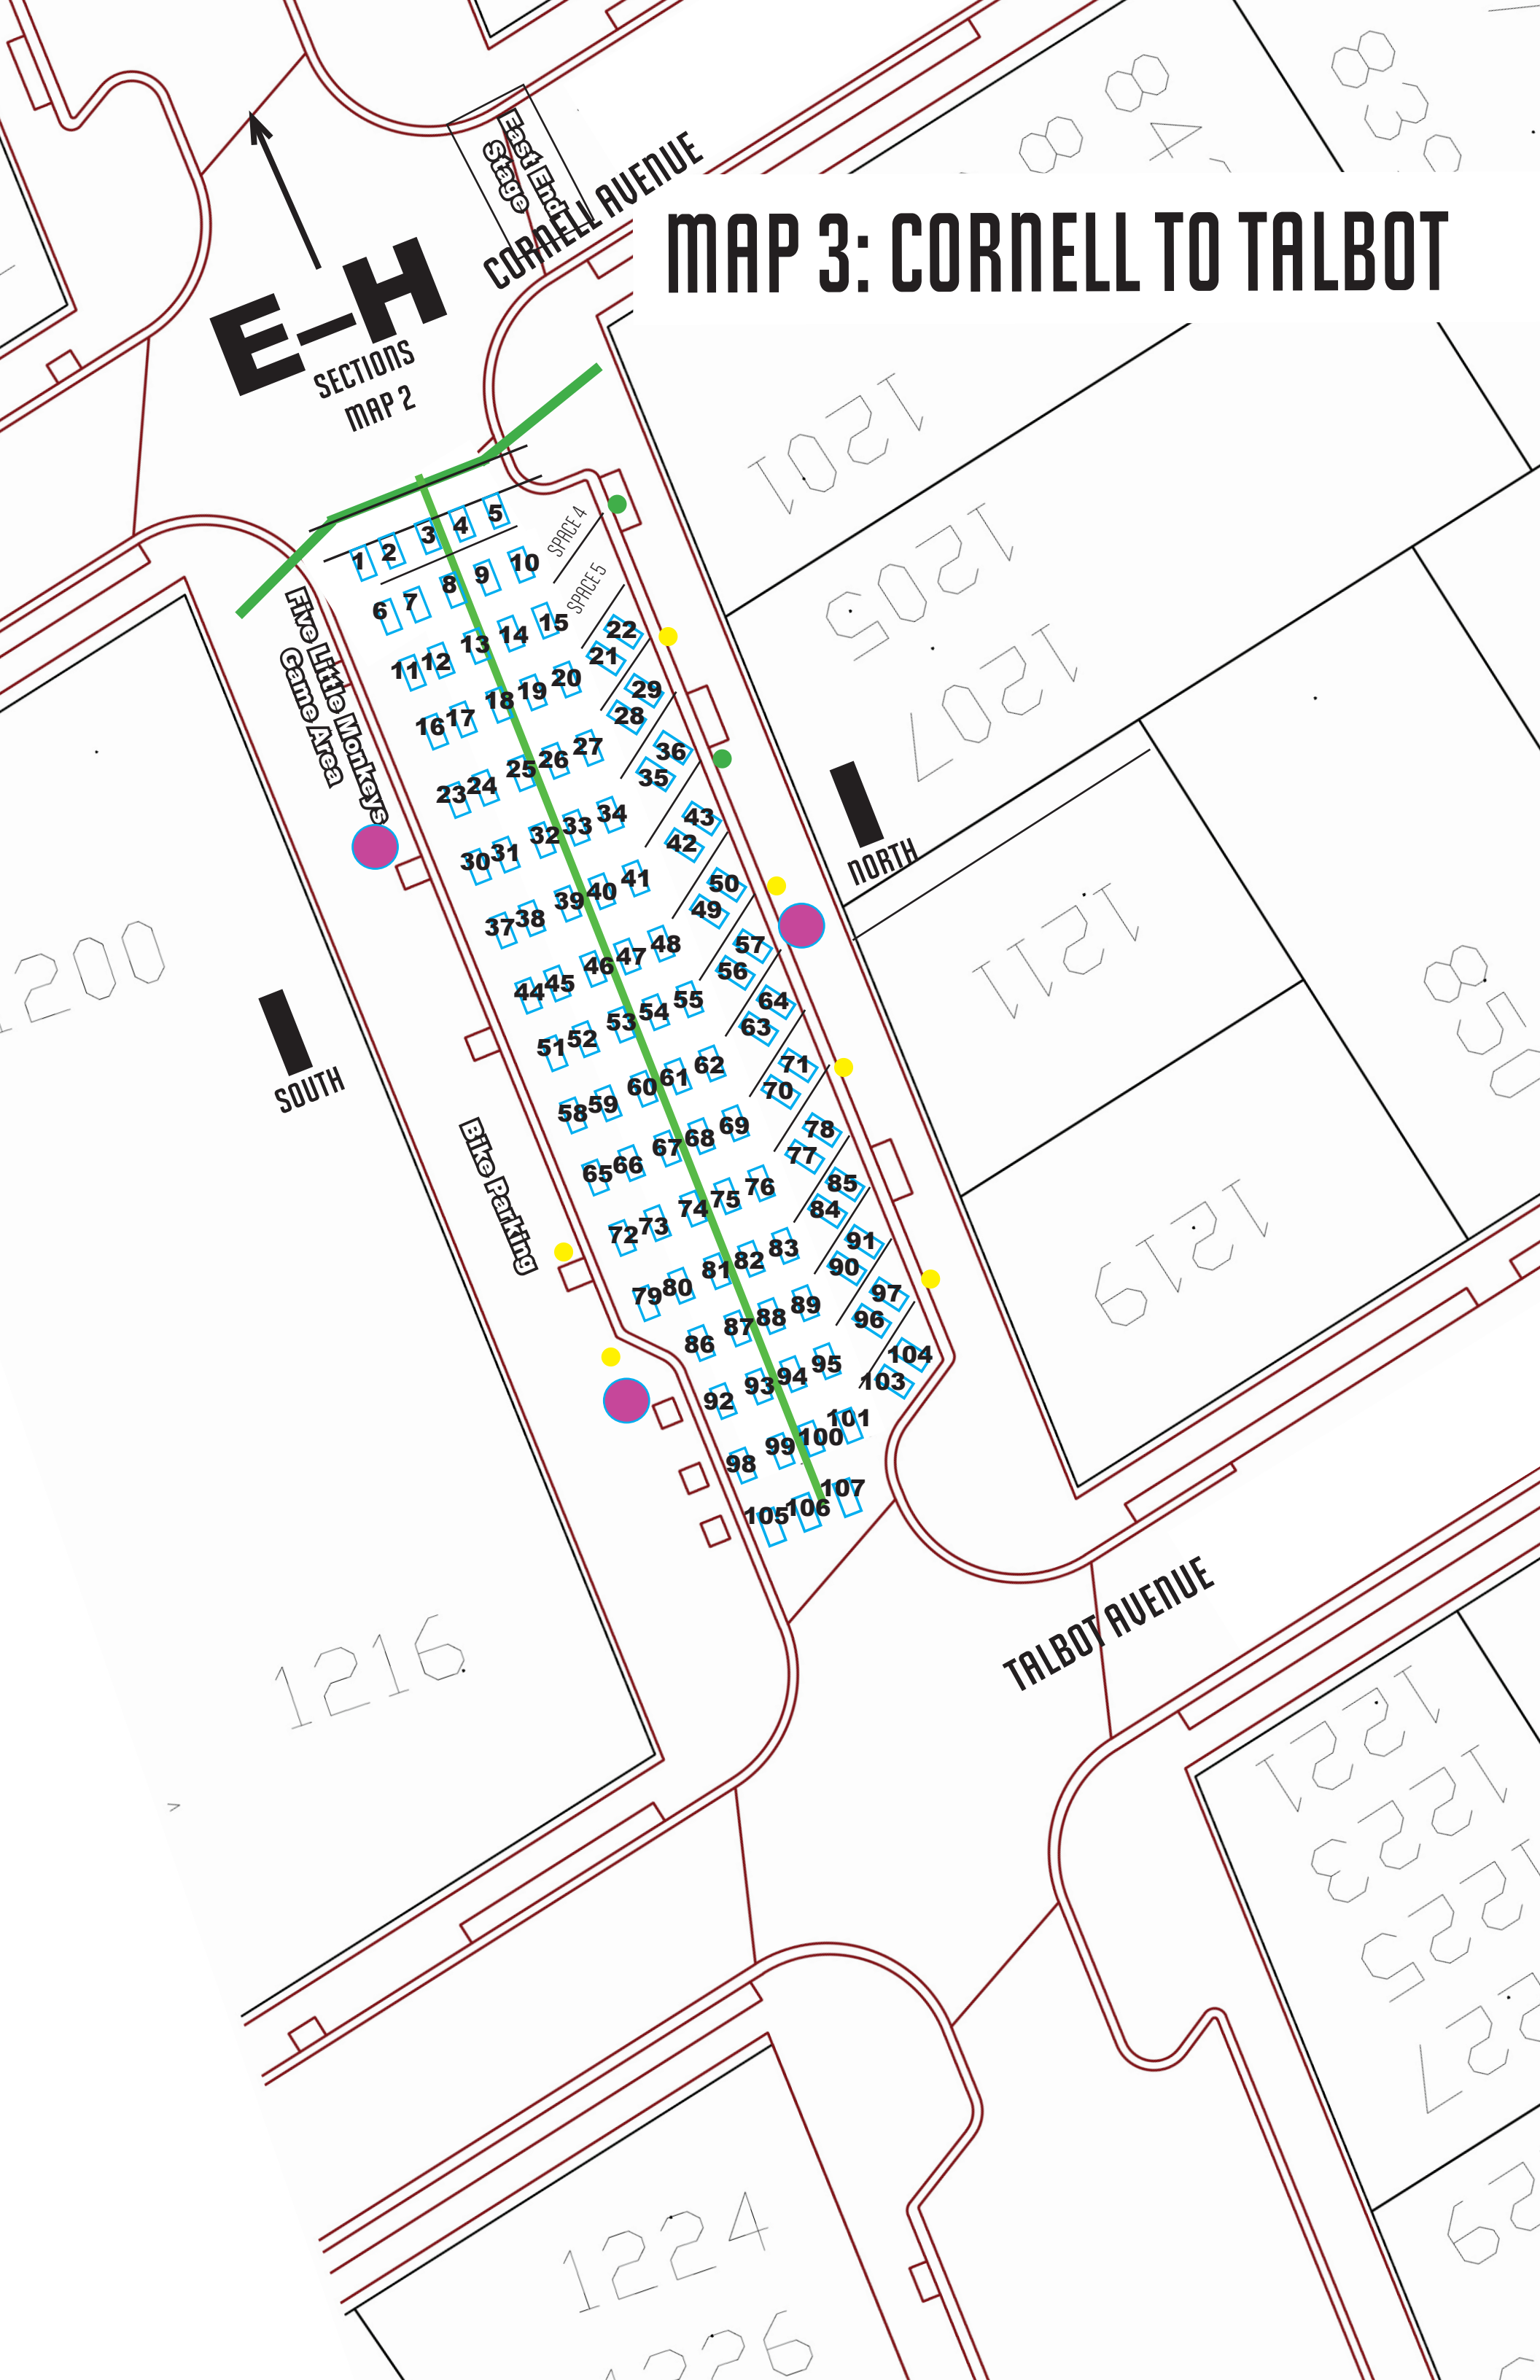 East End
Stage
CORNELL AVENUE
MAP 3: CORNELL TO TALBOT
E–H
SECTIONS
MAP 2
1 2 3 4 5
SPACE 4
6 7 8 9 10
SPACE 5
11 12 13 14 15
16 17 18 19 20 21 22
23 24 25 26 27 28 29
30 31 32 33 34 35 36
37 38 39 40 41 42 43
44 45 46 47 48 49 50
51 52 53 54 55 56 57
58 59 60 61 62 63 64
65 66 67 68 69 70 71
72 73 74 75 76 77 78
79 80 81 82 83 84 85
86 87 88 89 90 91
92 93 94 95 96 97
98 99 100 101 103 104
105 106 107
Five Little Monkeys
Game Area
Bike Parking
NORTH
SOUTH
TALBOT AVENUE
1201
1205
1207
1211
1219
1216
1221
1223
1224